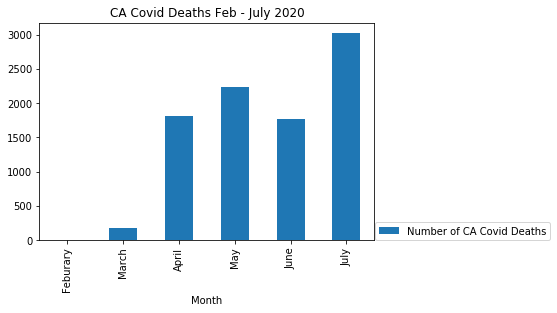 CA Covid Deaths Feb - July 2020
3000
2500
2000
1500
1000
500
0
Feburary
March
April
May
June
July
Month
Number of CA Covid Deaths